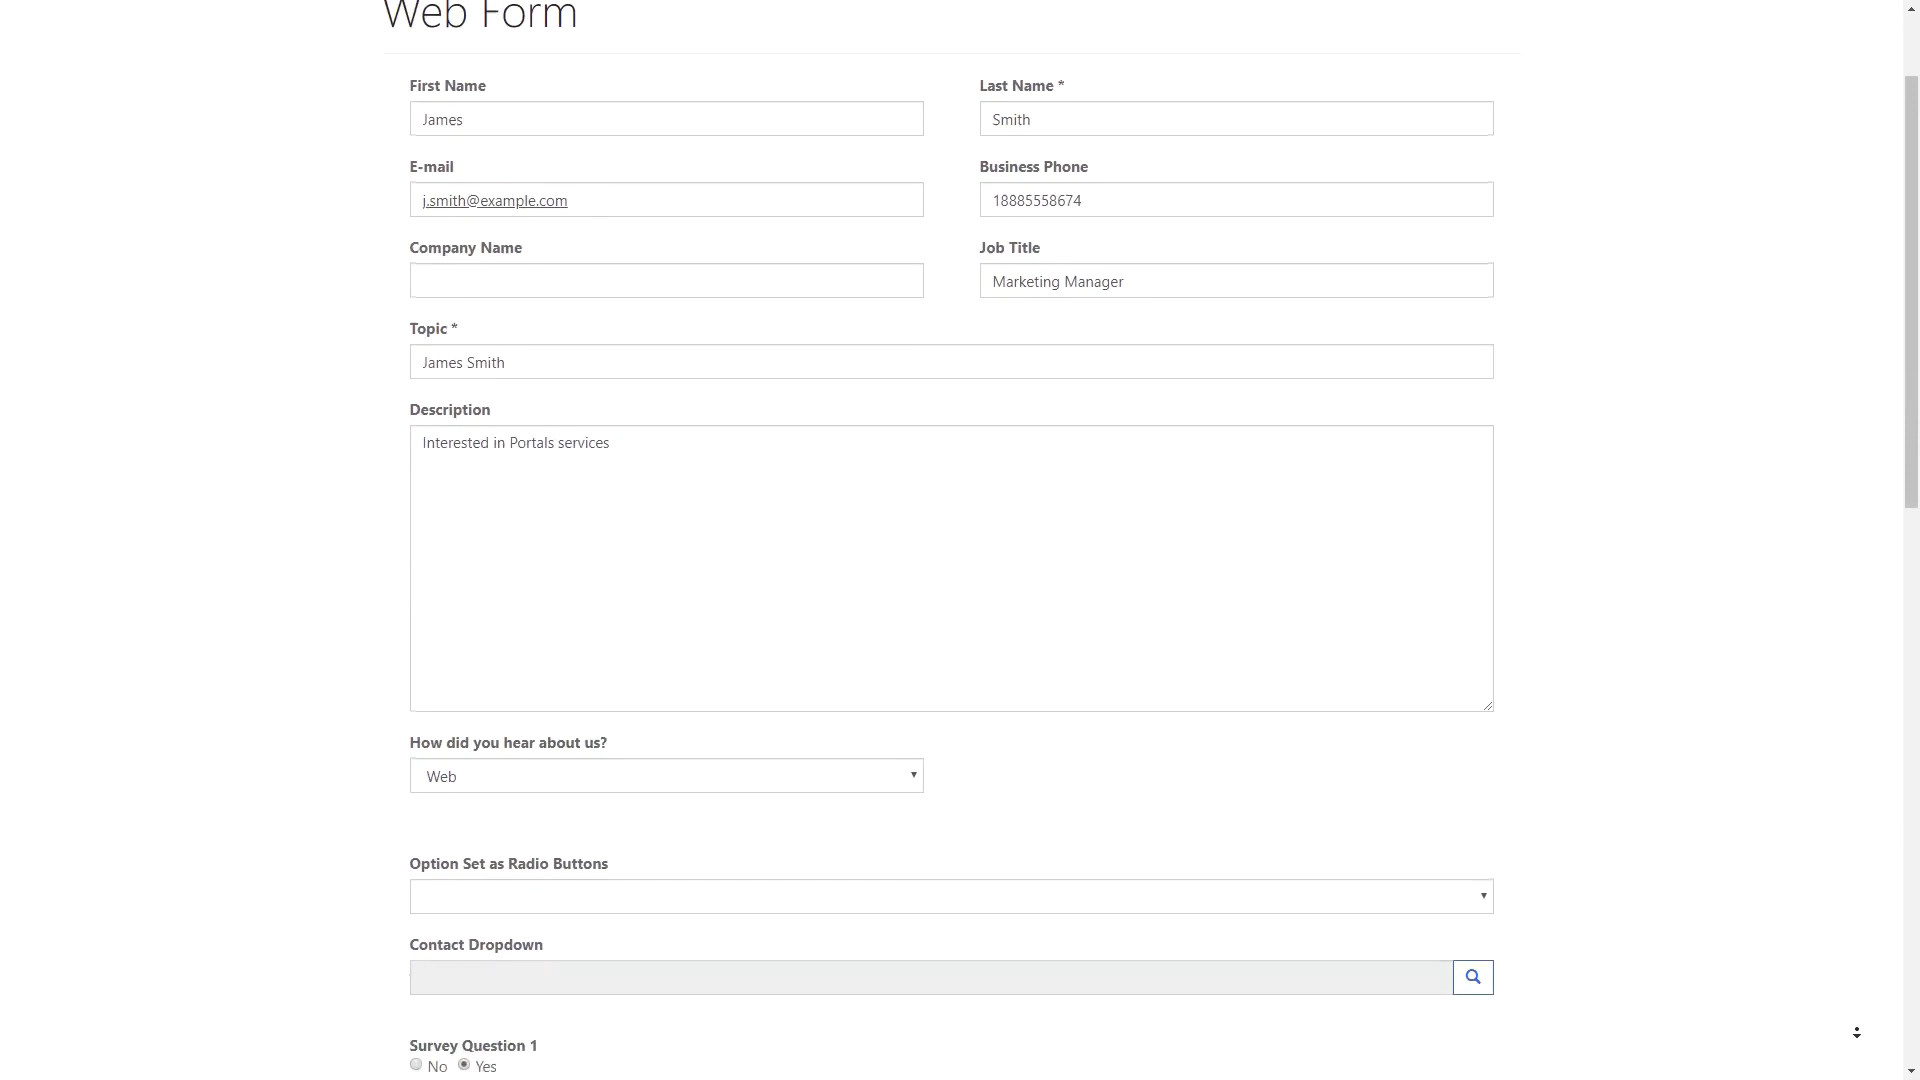 Web Form
First Name
Last Name *
James
Smith
E-mail
Business Phone
j.smith@example.com
18885558674
Company Name
Job Title
Marketing Manager
Topic *
James Smith
Description
Interested in Portals services
How did you hear about us?
Web
Option Set as Radio Buttons
Contact Dropdown
Survey Question 1
No Yes